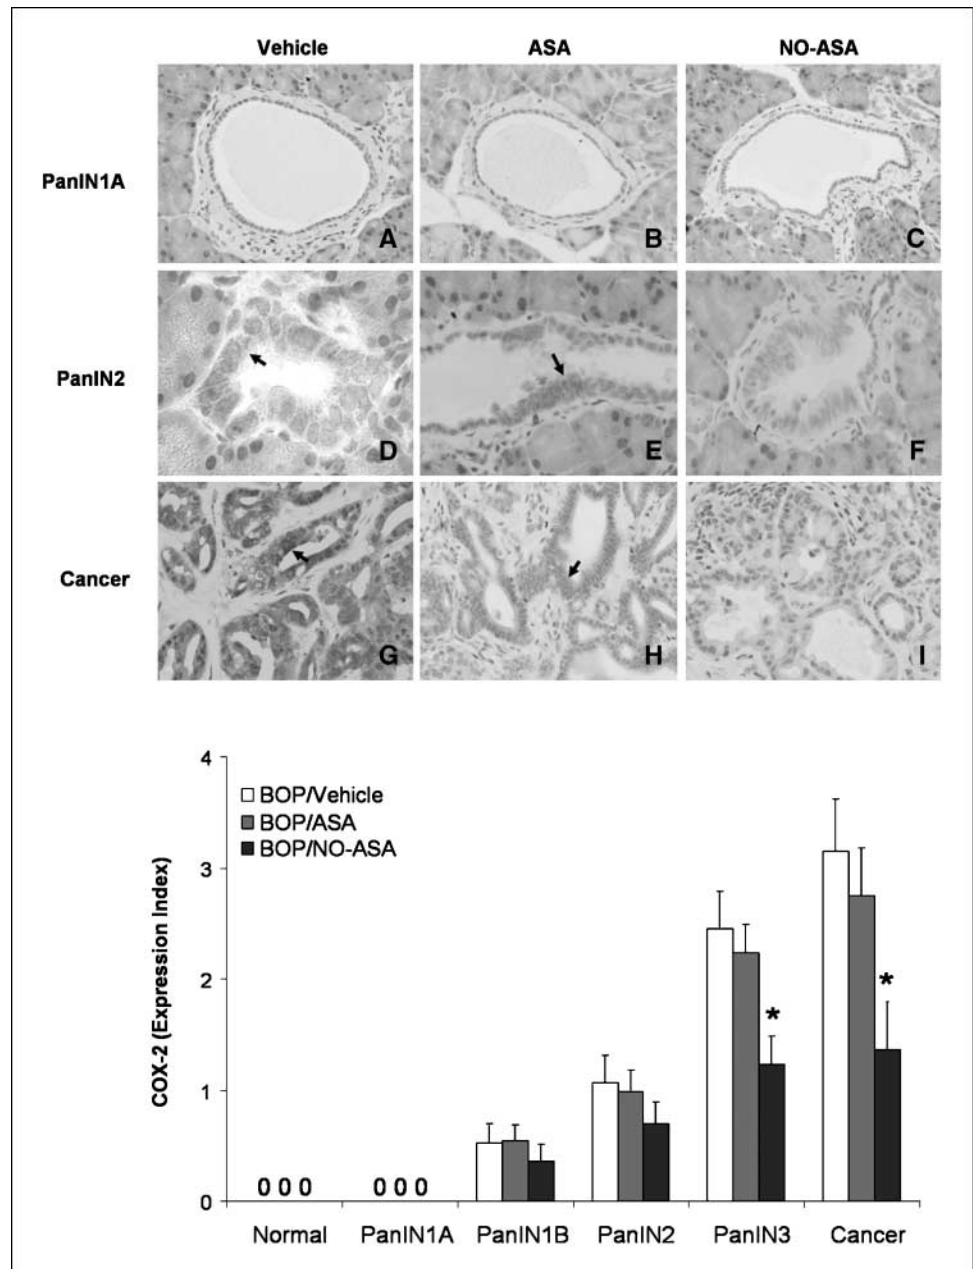 Vehicle ASA NO-ASA
PanIN1A
A B C
PanIN2
D E F
Cancer
G H I
4
BOP/Vehicle
BOP/ASA
BOP/NO-ASA
3
2
1
0
COX-2 (Expression Index)
* *
0 0 0 0 0 0
Normal PanIN1A PanIN1B PanIN2 PanIN3 Cancer